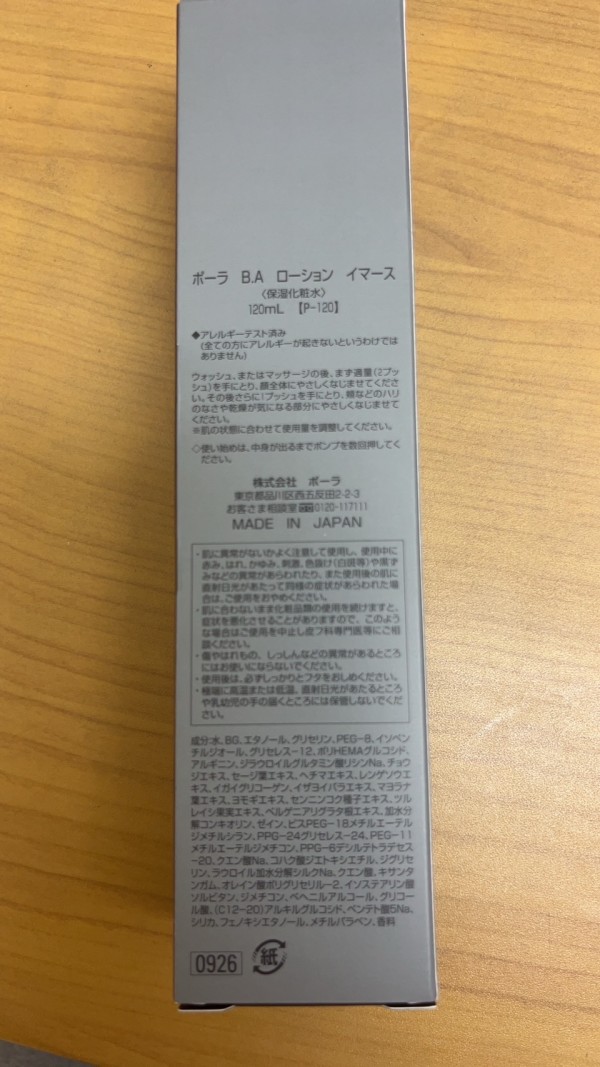 ポーラ B.A ローション イマース
〈保湿化粧水〉
120mL 【P-120】
◆アレルギーテスト済み
(全ての方にアレルギーが起きないというわけでは
ありません)
ウォッシュ、またはマッサージの後、まず適量(2プッ
シュ)を手にとり、顔全体にやさしくなじませてくださ
い。その後さらに1プッシュを手にとり、頬などのハリ
のなさや乾燥が気になる部分にやさしくなじませて
ください。
※肌の状態に合わせて使用量を調整してください。
◇使い始めは、中身が出るまでポンプを数回押してく
ださい。
株式会社 ポーラ
東京都品川区西五反田2-2-3
お客さま相談室 0120-117111
MADE IN JAPAN
・肌に異常がないかよく注意して使用し、使用中に
赤み、はれ、かゆみ、刺激、色抜け(白斑等)や黒ず
みなどの異常があらわれたり、また使用後の肌に
直射日光があたって同様の症状があらわれた場
合は、ご使用をおやめください。
・肌に合わないまま化粧品類の使用を続けますと、
症状を悪化させることがありますので、このよう
な場合はご使用を中止し皮フ科専門医等にご相
談ください。
・傷やはれもの、しっしんなどの異常があるところ
にはお使いにならないでください。
・使用後は、必ずしっかりとフタをおしめください。
・極端に高温または低温、直射日光があたるところ
や乳幼児の手の届くところには保管しないでくだ
さい。
成分:水、BG、エタノール、グリセリン、PEG-8、イソペン
チルジオール、グリセレス-12、ポリHEMAグルコシド、
アルギニン、ジラウロイルグルタミン酸リシンNa、チョウ
ジエキス、セージ葉エキス、ヘチマエキス、レンゲソウエ
キス、イガイグリコーゲン、イザヨイバラエキス、マヨラナ
葉エキス、ヨモギエキス、センニンコク種子エキス、ツル
レイシ果実エキス、ベルゲニアリグラタ根エキス、加水分
解コンキオリン、ゼイン、ビスPEG-18メチルエーテル
ジメチルシラン、PPG-24グリセレス-24、PEG-11
メチルエーテルジメチコン、PPG-6デシルテトラデセス
-20、クエン酸Na、コハク酸ジエトキシエチル、ジグリセ
リン、ラウロイル加水分解シルクNa、クエン酸、キサンタ
ンガム、オレイン酸ポリグリセリル-2、イソステアリン酸
ソルビタン、ジメチコン、ベヘニルアルコール、グリコー
ル酸、(C12-20)アルキルグルコシド、ペンテト酸5Na、
シリカ、フェノキシエタノール、メチルパラベン、香料
0926
紙